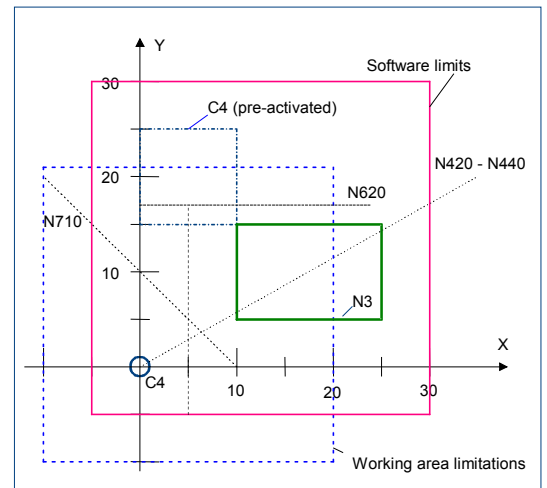 Y
Software limits
30
C4 (pre-activated)
N420 - N440
20
N620
N710
10
N3
X
C4
10
20
30
Working area limitations